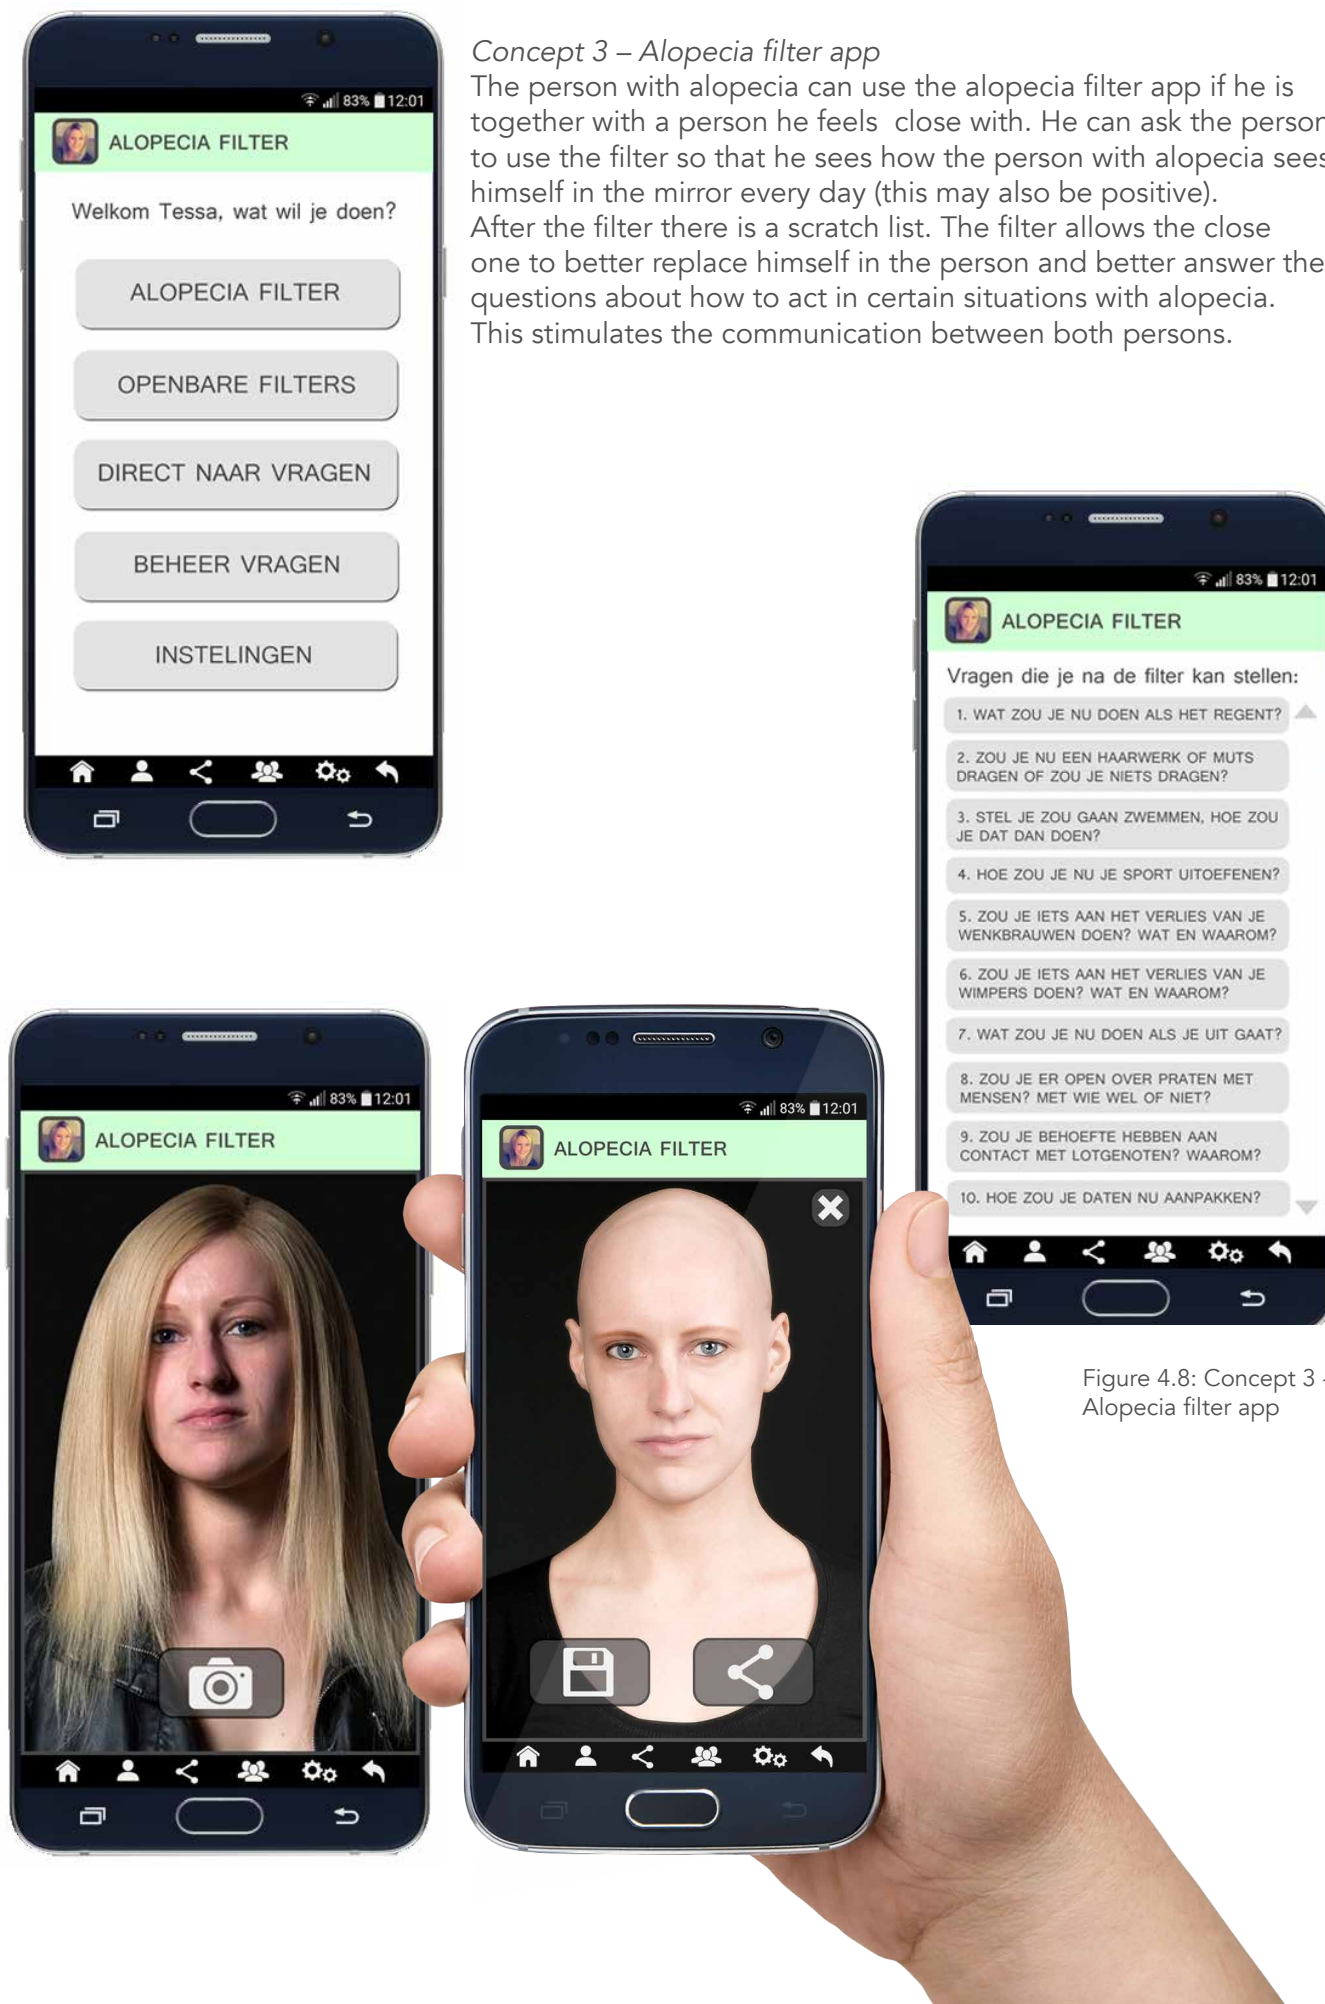 Concept 3 – Alopecia filter app
The person with alopecia can use the alopecia filter app if he is
together with a person he feels close with. He can ask the person
to use the filter so that he sees how the person with alopecia sees
himself in the mirror every day (this may also be positive).
After the filter there is a scratch list. The filter allows the close
one to better replace himself in the person and better answer the
questions about how to act in certain situations with alopecia.
This stimulates the communication between both persons.
83% 12:01
ALOPECIA FILTER
Welkom Tessa, wat wil je doen?
ALOPECIA FILTER
OPENBARE FILTERS
DIRECT NAAR VRAGEN
BEHEER VRAGEN
INSTELINGEN
83% 12:01
ALOPECIA FILTER
Vragen die je na de filter kan stellen:
1. WAT ZOU JE NU DOEN ALS HET REGENT?
2. ZOU JE NU EEN HAARWERK OF MUTS
DRAGEN OF ZOU JE NIETS DRAGEN?
3. STEL JE ZOU GAAN ZWEMMEN, HOE ZOU
JE DAT DAN DOEN?
4. HOE ZOU JE NU JE SPORT UITOEFENEN?
5. ZOU JE IETS AAN HET VERLIES VAN JE
WENKBRAUWEN DOEN? WAT EN WAAROM?
6. ZOU JE IETS AAN HET VERLIES VAN JE
WIMPERS DOEN? WAT EN WAAROM?
7. WAT ZOU JE NU DOEN ALS JE UIT GAAT?
8. ZOU JE ER OPEN OVER PRATEN MET
MENSEN? MET WIE WEL OF NIET?
9. ZOU JE BEHOEFTE HEBBEN AAN
CONTACT MET LOTGENOTEN? WAAROM?
10. HOE ZOU JE DATEN NU AANPAKKEN?
83% 12:01
ALOPECIA FILTER
83% 12:01
ALOPECIA FILTER
Figure 4.8: Concept 3 -
Alopecia filter app